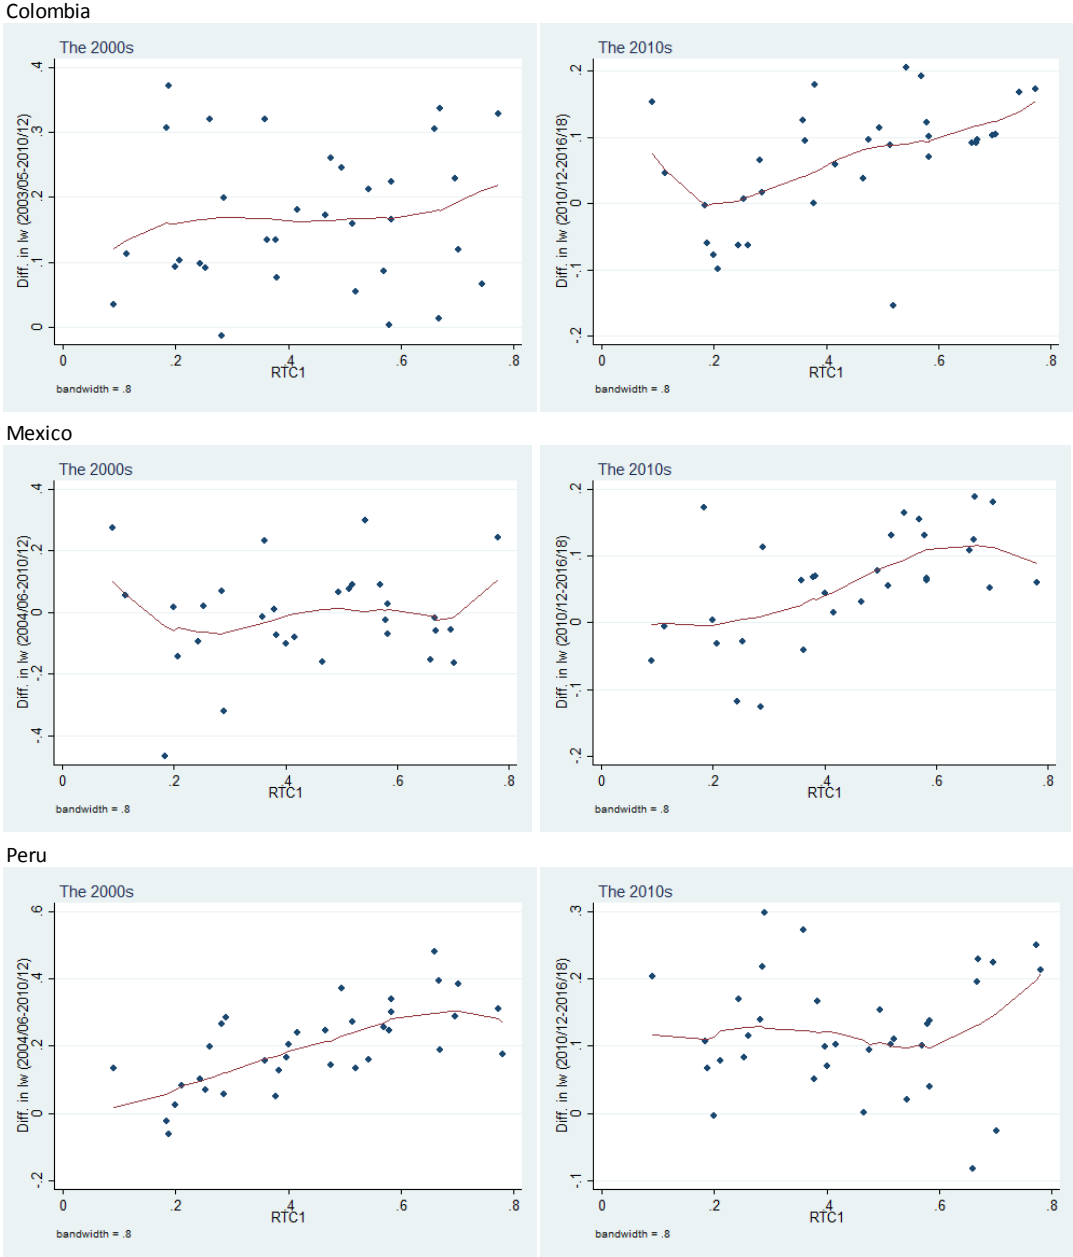 Colombia
The 2000s
Diff. in lw (2003/05-2010/12)
.4
.3
.2
.1
0
0
.2
.4
.6
.8
RTC1
bandwidth = .8
The 2010s
Diff. in lw (2010/12-2016/18)
.2
.1
0
-.1
-.2
0
.2
.4
.6
.8
RTC1
bandwidth = .8
Mexico
The 2000s
Diff. in lw (2004/06-2010/12)
.4
.2
0
-.2
-.4
0
.2
.4
.6
.8
RTC1
bandwidth = .8
The 2010s
Diff. in lw (2010/12-2016/18)
.2
.1
0
-.1
-.2
0
.2
.4
.6
.8
RTC1
bandwidth = .8
Peru
The 2000s
Diff. in lw (2004/06-2010/12)
.6
.4
.2
0
-.2
0
.2
.4
.6
.8
RTC1
bandwidth = .8
The 2010s
Diff. in lw (2010/12-2016/18)
.3
.2
.1
0
-.1
0
.2
.4
.6
.8
RTC1
bandwidth = .8